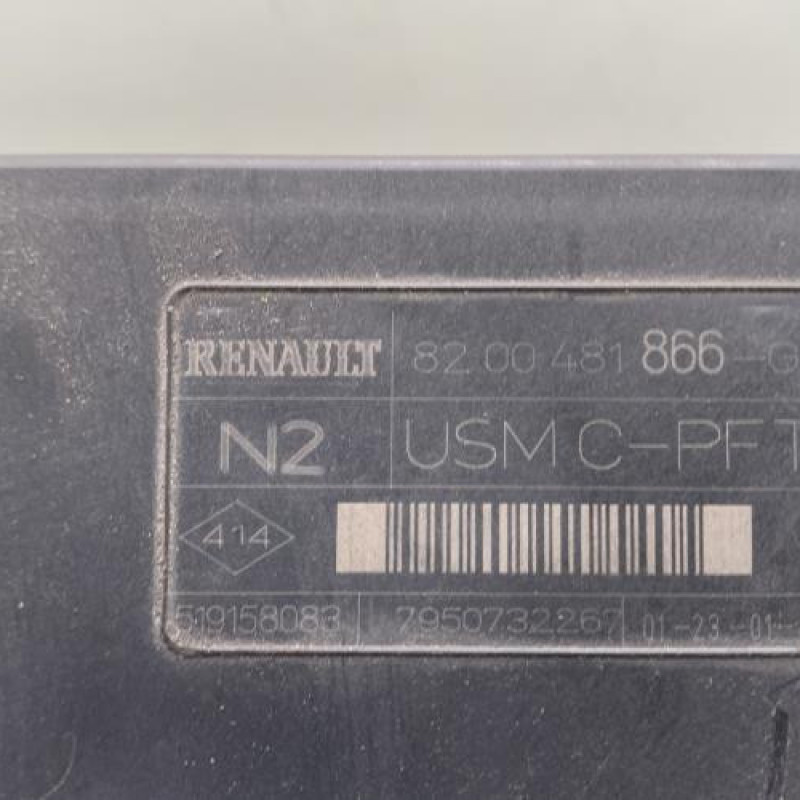 RENAULT 82 00 481 866-G
N2 USM C-PF T
414
519158083 7950732267 01-23-01-